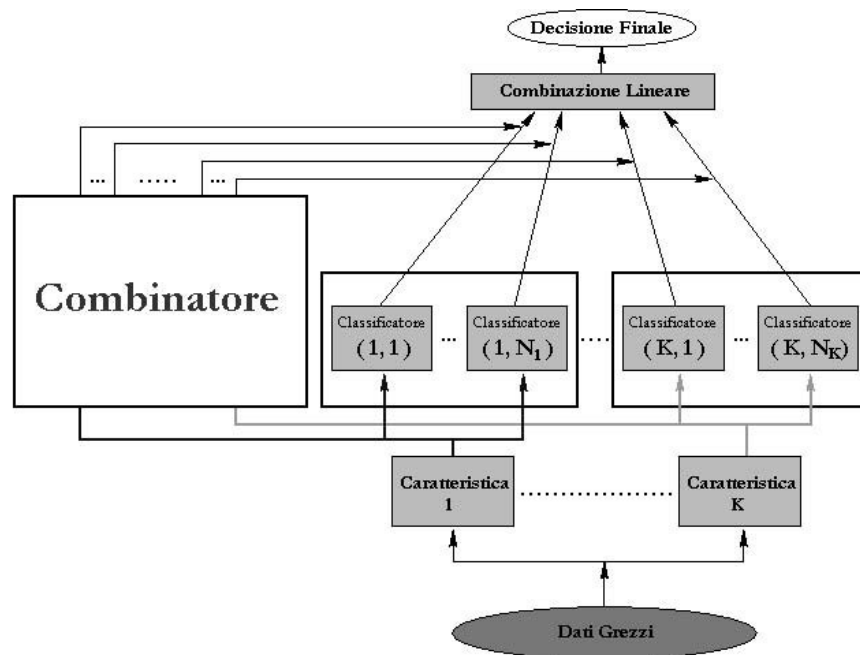 Decisione Finale
Combinazione Lineare
... ..... ...
Combinatore
Classificatore
(1, 1)
...
Classificatore
(1, N₁)
....
Classificatore
(K, 1)
...
Classificatore
(K, Nₖ)
Caratteristica
1
......................
Caratteristica
K
Dati Grezzi